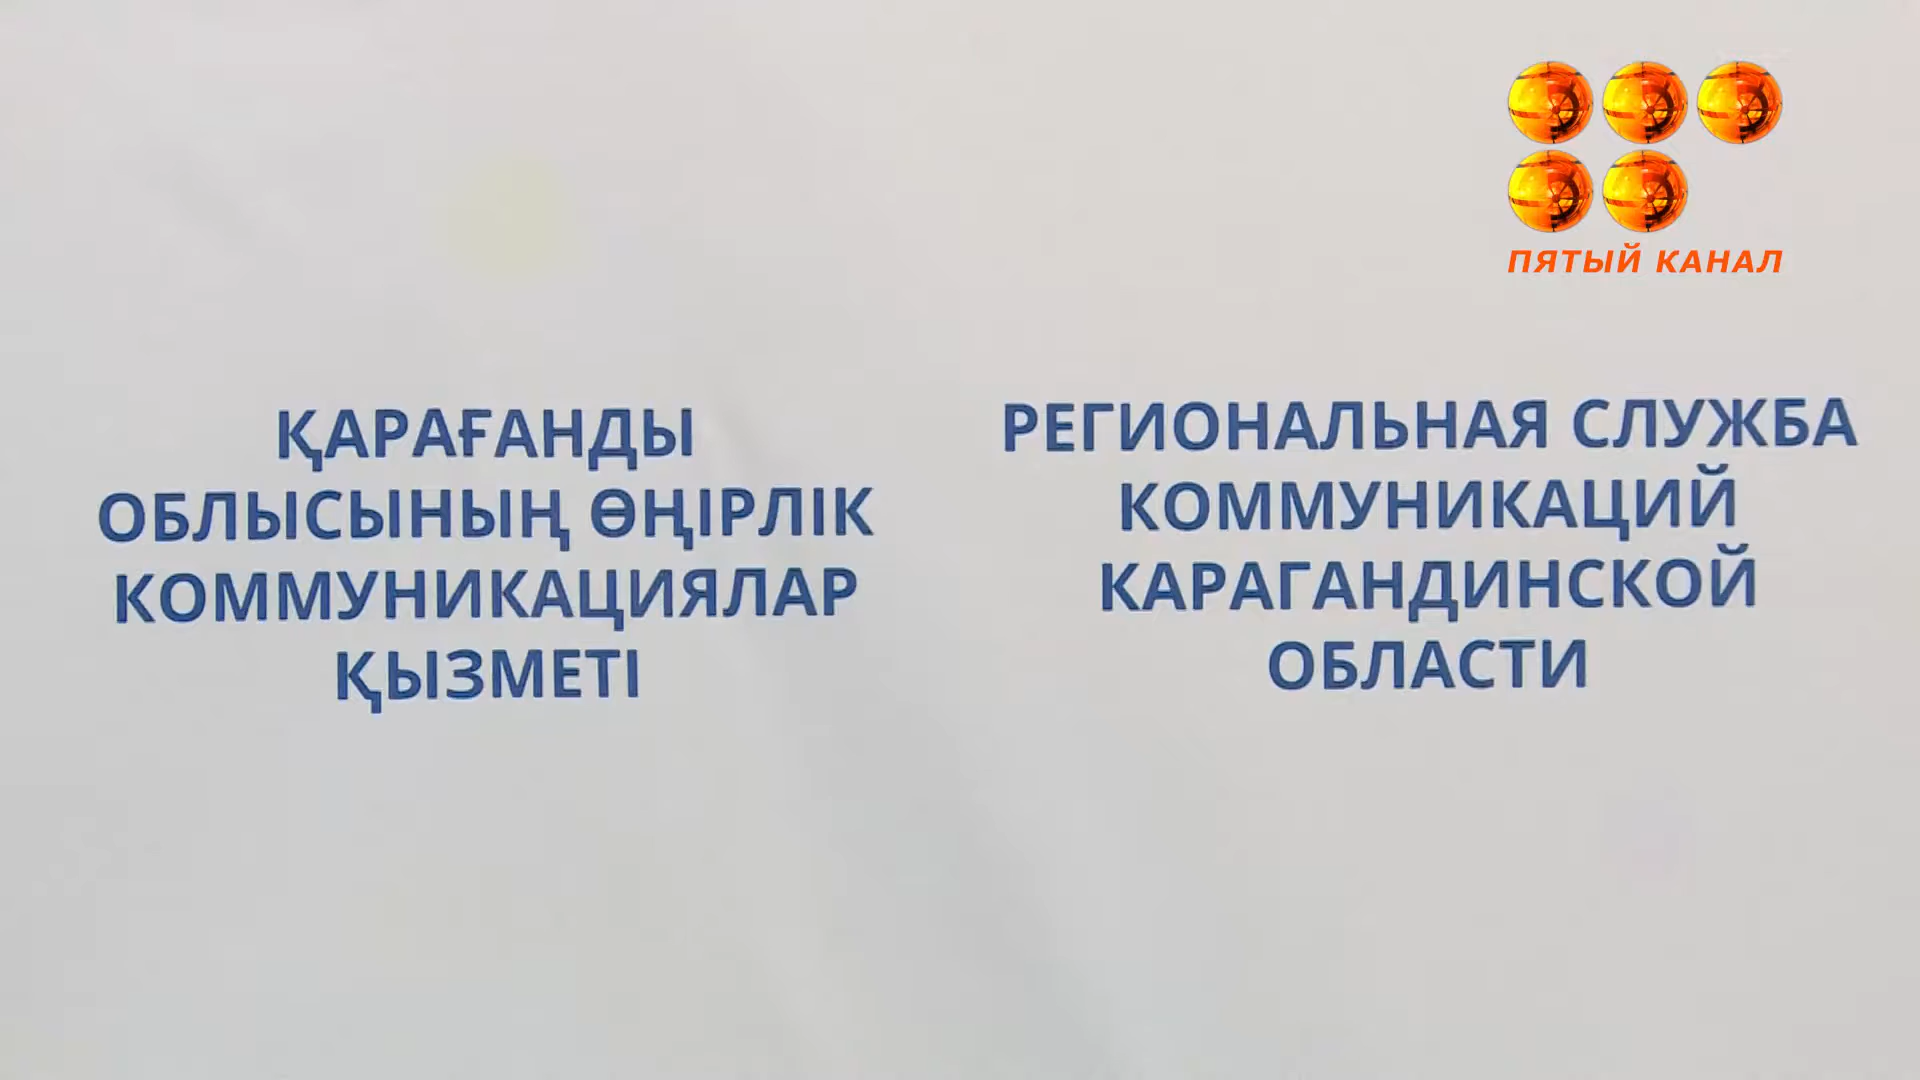 ПЯТЫЙ КАНАЛ
ҚАРАҒАНДЫ
ОБЛЫСЫНЫҢ ӨҢІРЛІК
КОММУНИКАЦИЯЛАР
ҚЫЗМЕТІ
РЕГИОНАЛЬНАЯ СЛУЖБА
КОММУНИКАЦИЙ
КАРАГАНДИНСКОЙ
ОБЛАСТИ